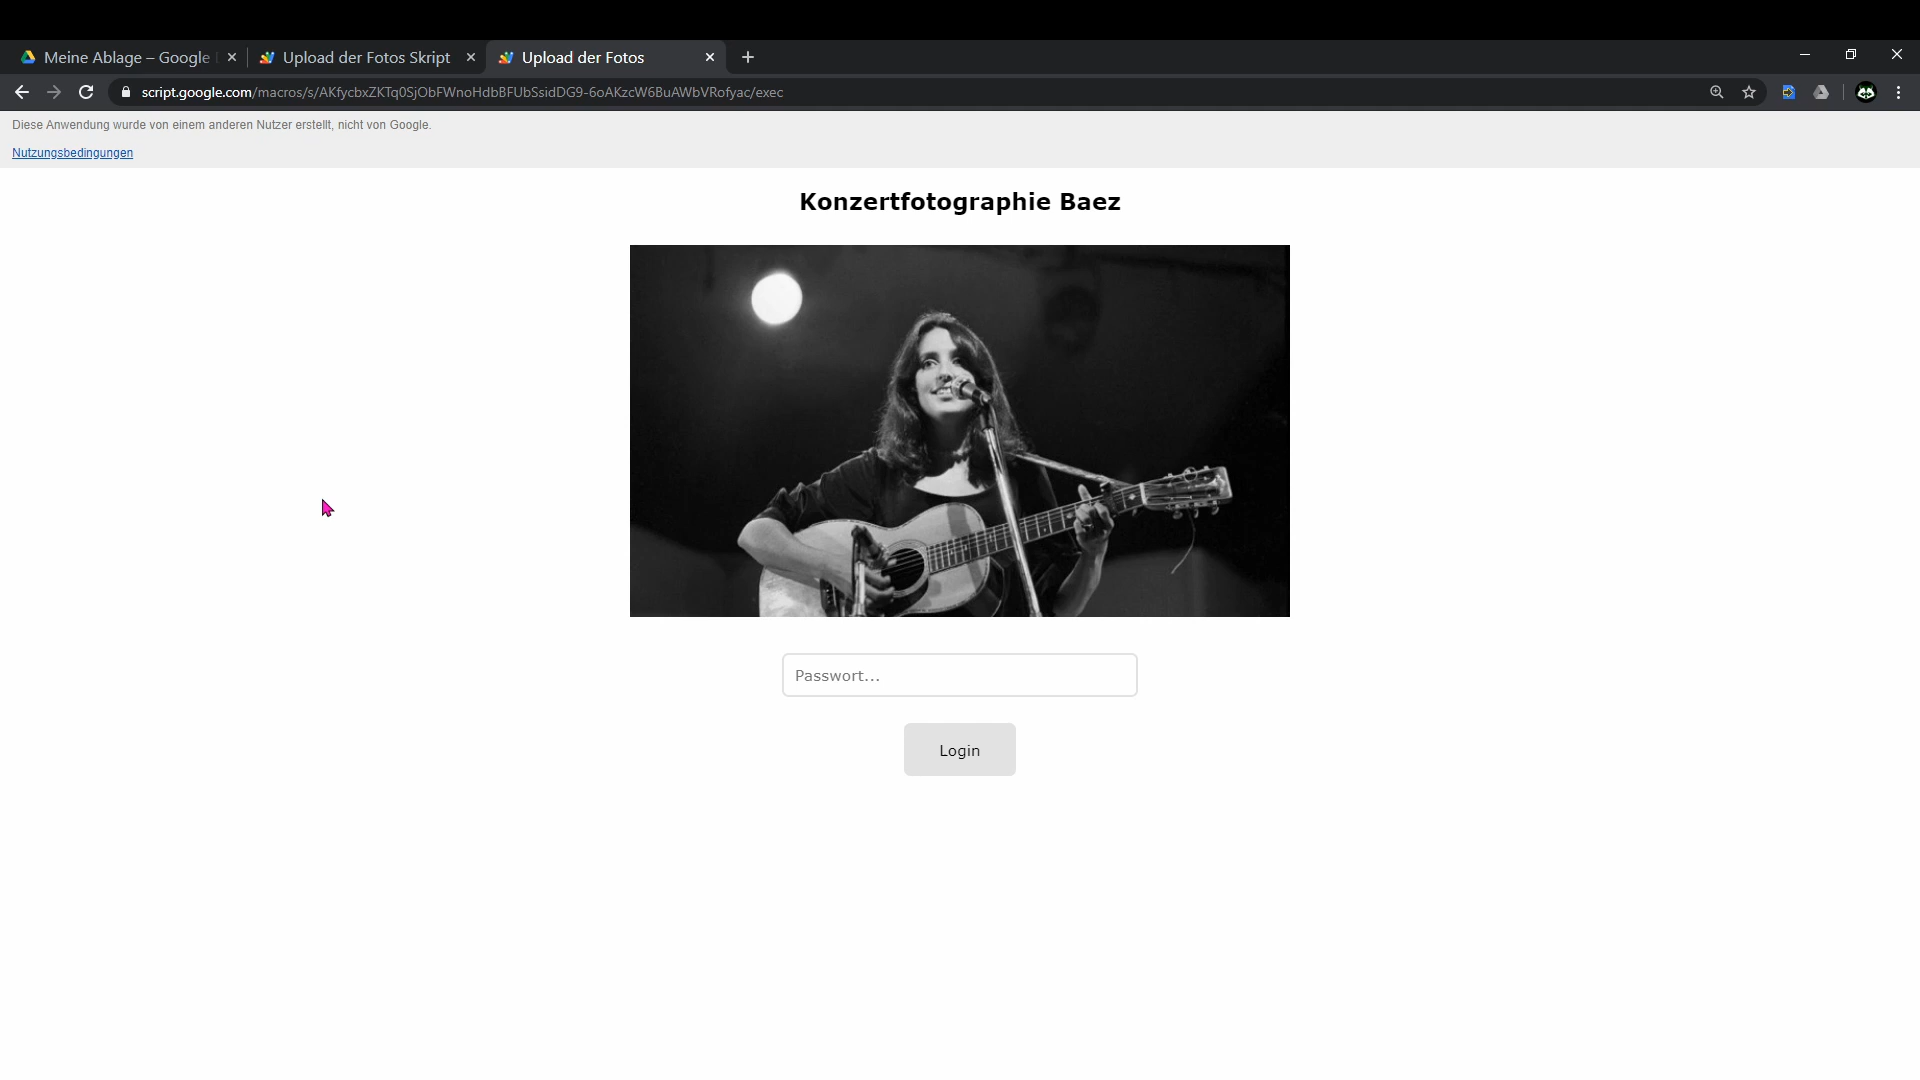 Meine Ablage – Google
Upload der Fotos Skript
Upload der Fotos
script.google.com/macros/s/AKfycbxZKTq0SjObFWnoHdbBFUbSsidDG9-6oAKzcW6BuAWbVRofyac/exec
Diese Anwendung wurde von einem anderen Nutzer erstellt, nicht von Google.
Nutzungsbedingungen
Konzertfotographie Baez
Passwort...
Login